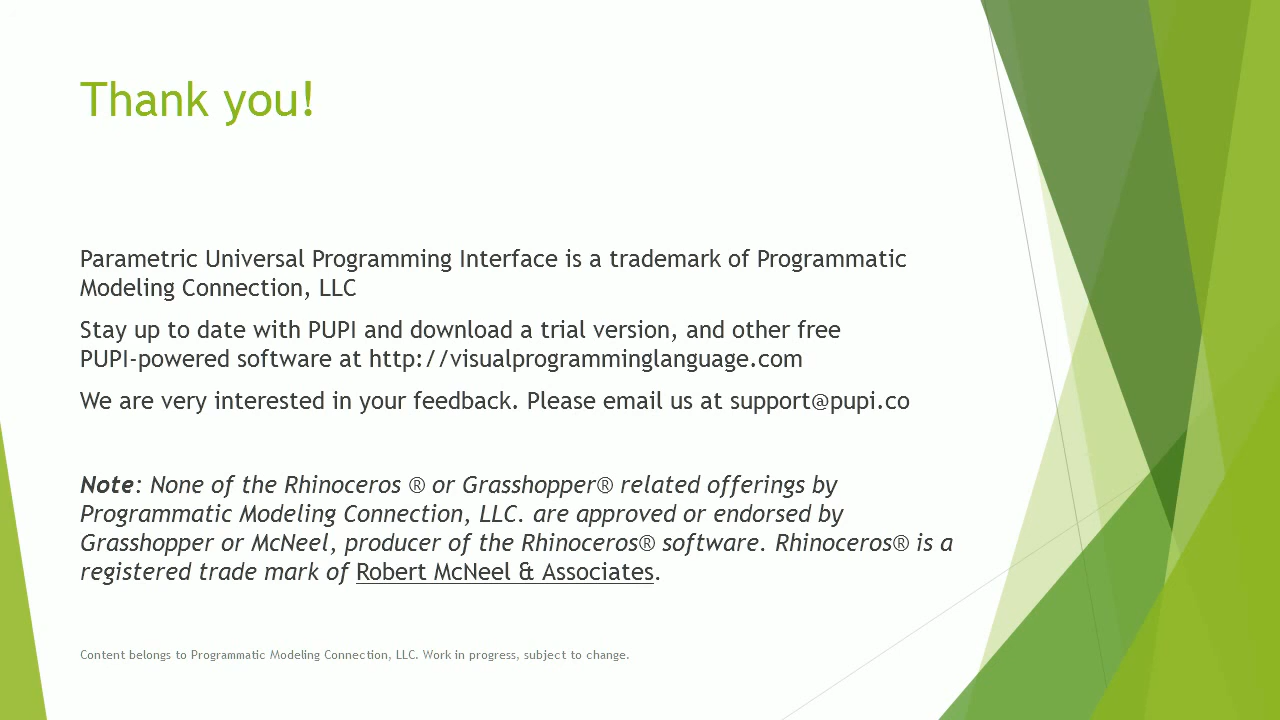 Thank you!
Parametric Universal Programming Interface is a trademark of Programmatic
Modeling Connection, LLC
Stay up to date with PUPI and download a trial version, and other free
PUPI-powered software at http://visualprogramminglanguage.com
We are very interested in your feedback. Please email us at support@pupi.co
Note: None of the Rhinoceros ® or Grasshopper® related offerings by
Programmatic Modeling Connection, LLC. are approved or endorsed by
Grasshopper or McNeel, producer of the Rhinoceros® software. Rhinoceros® is a
registered trade mark of Robert McNeel & Associates.
Content belongs to Programmatic Modeling Connection, LLC. Work in progress, subject to change.